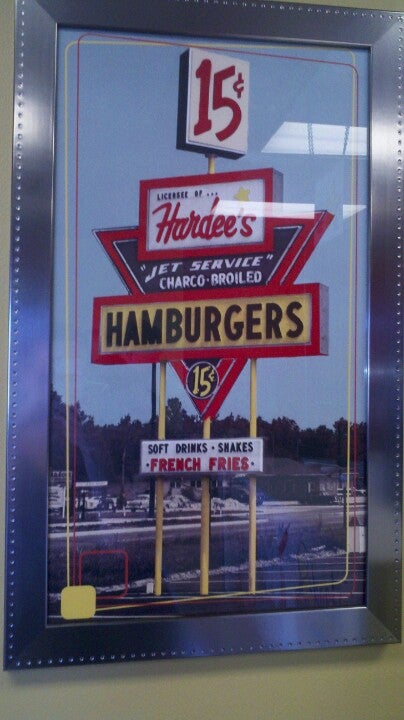 15¢
LICENSEE OF ...
Hardee's
"JET SERVICE"
CHARCO-BROILED
HAMBURGERS
15¢
SOFT DRINKS · SHAKES
· FRENCH FRIES ·